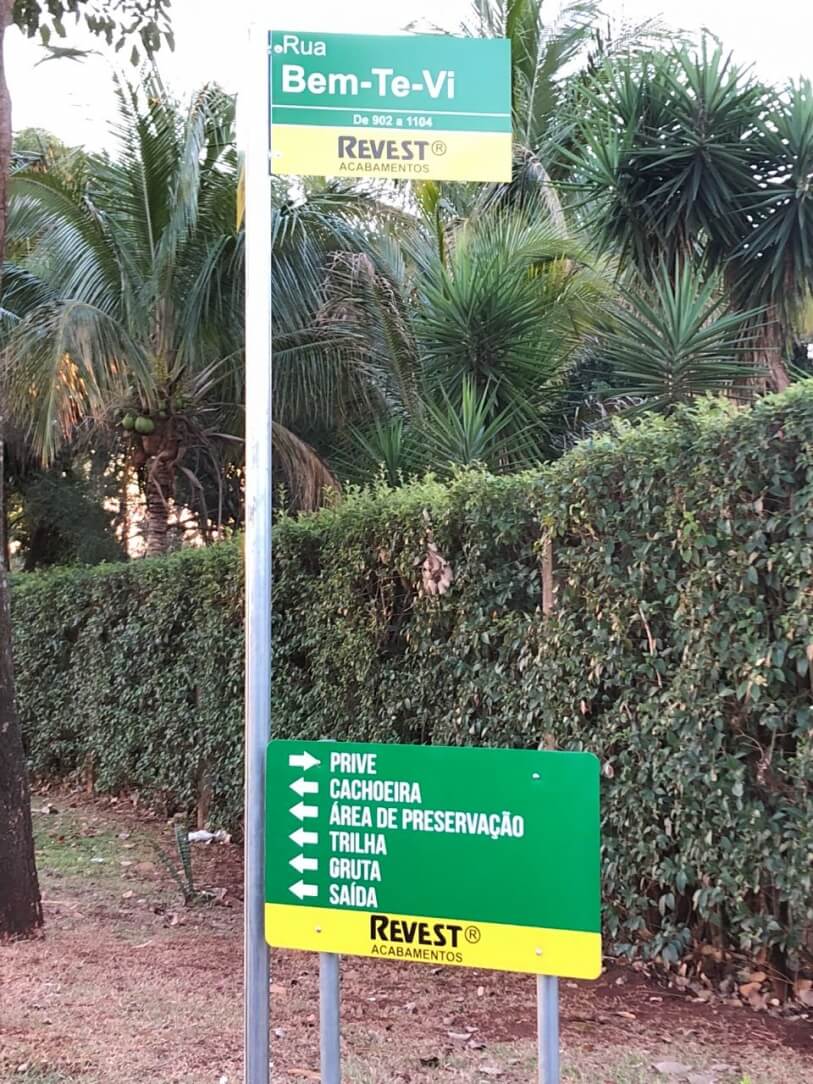 Rua
Bem-Te-Vi
De 902 a 1104
REVEST®
ACABAMENTOS
PRIVE
CACHOEIRA
ÁREA DE PRESERVAÇÃO
TRILHA
GRUTA
SAÍDA
REVEST®
ACABAMENTOS